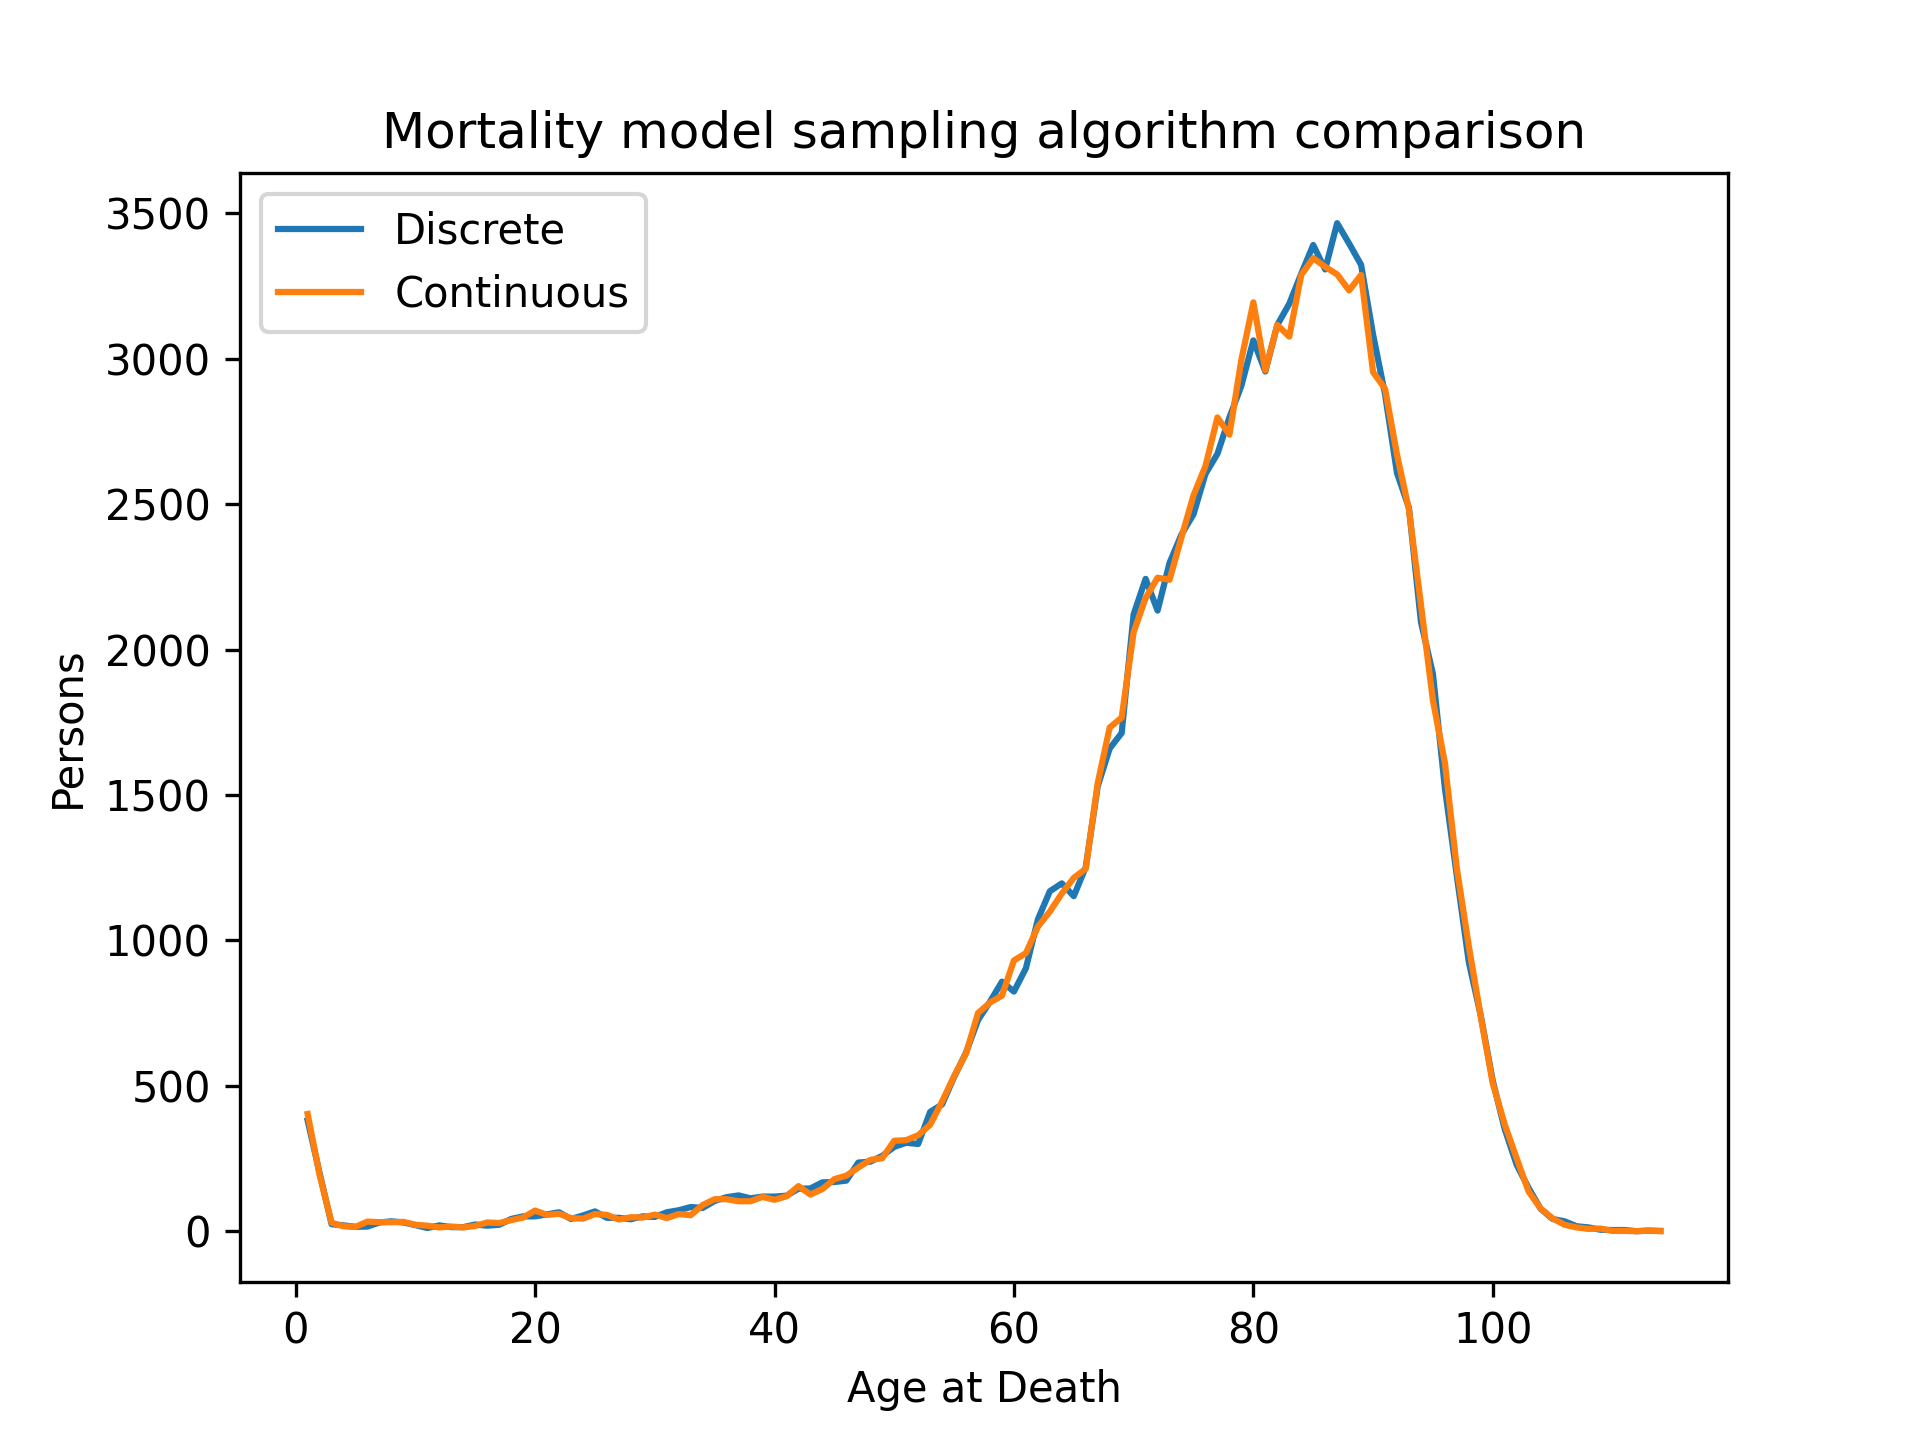 Mortality model sampling algorithm comparison
Discrete
Continuous
3500
3000
2500
2000
1500
1000
500
0
Persons
0 20 40 60 80 100
Age at Death